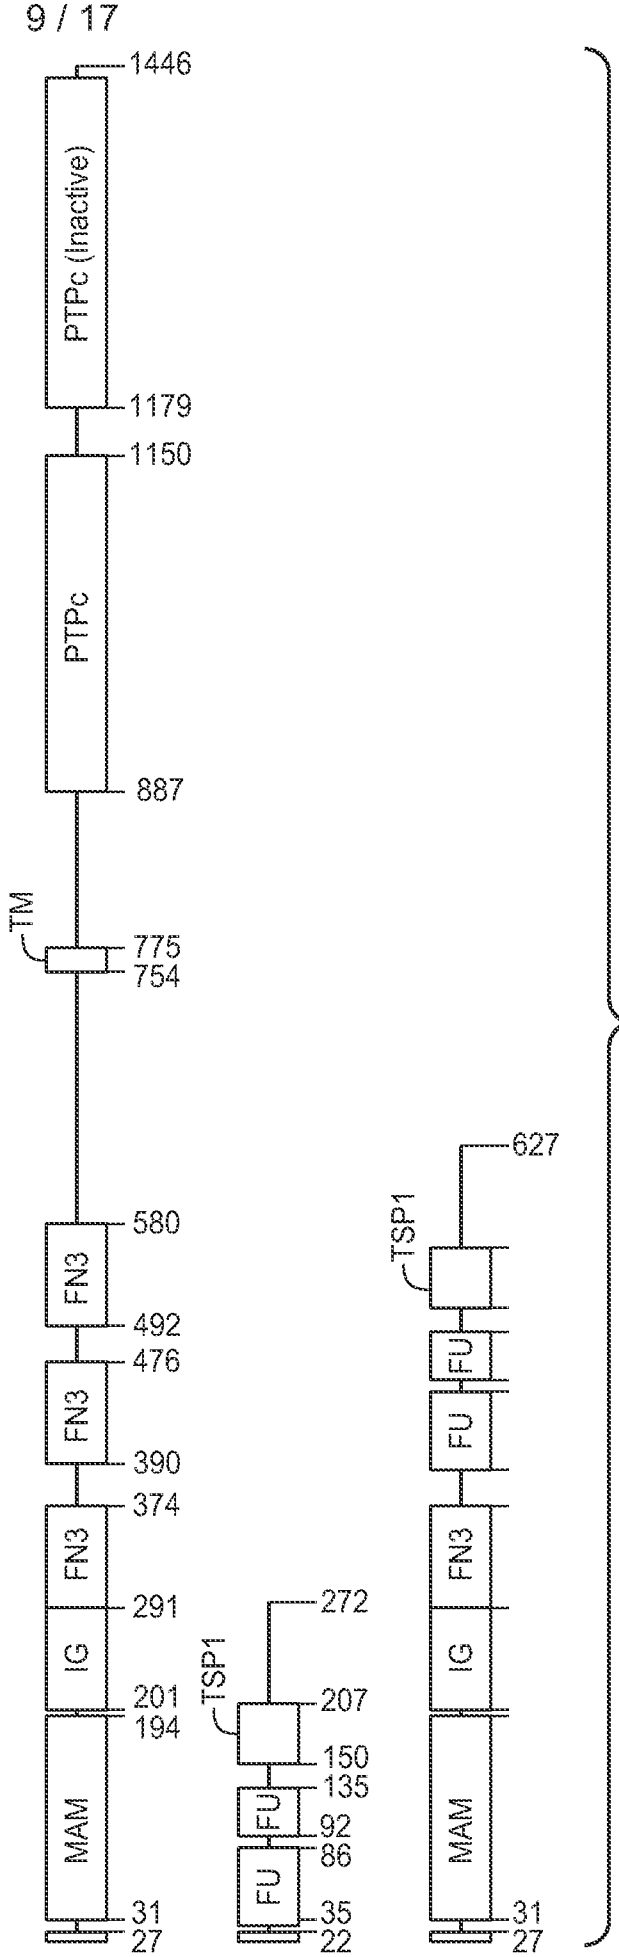 9 / 17
1446
PTPc (Inactive)
1179
1150
PTPc
887
TM
775
754
580
FN3
492
476
FN3
390
374
FN3
291
IG
201
194
MAM
31
27
272
TSP1
207
150
135
FU
92
86
FU
35
22
627
TSP1
FU
FU
FN3
IG
MAM
31
27